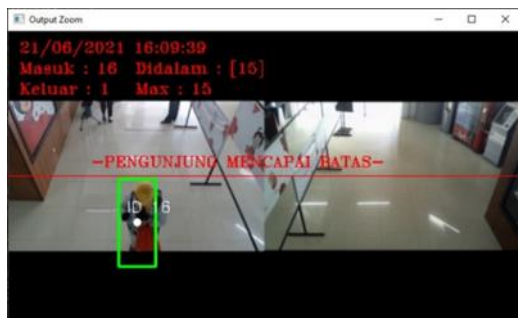 Output Zoom
21/06/2021 16:09:39
Masuk : 16 Didalam : [15]
Keluar : 1 Max : 15
-PENGUNJUNG MENCAPAI BATAS-
ID 16